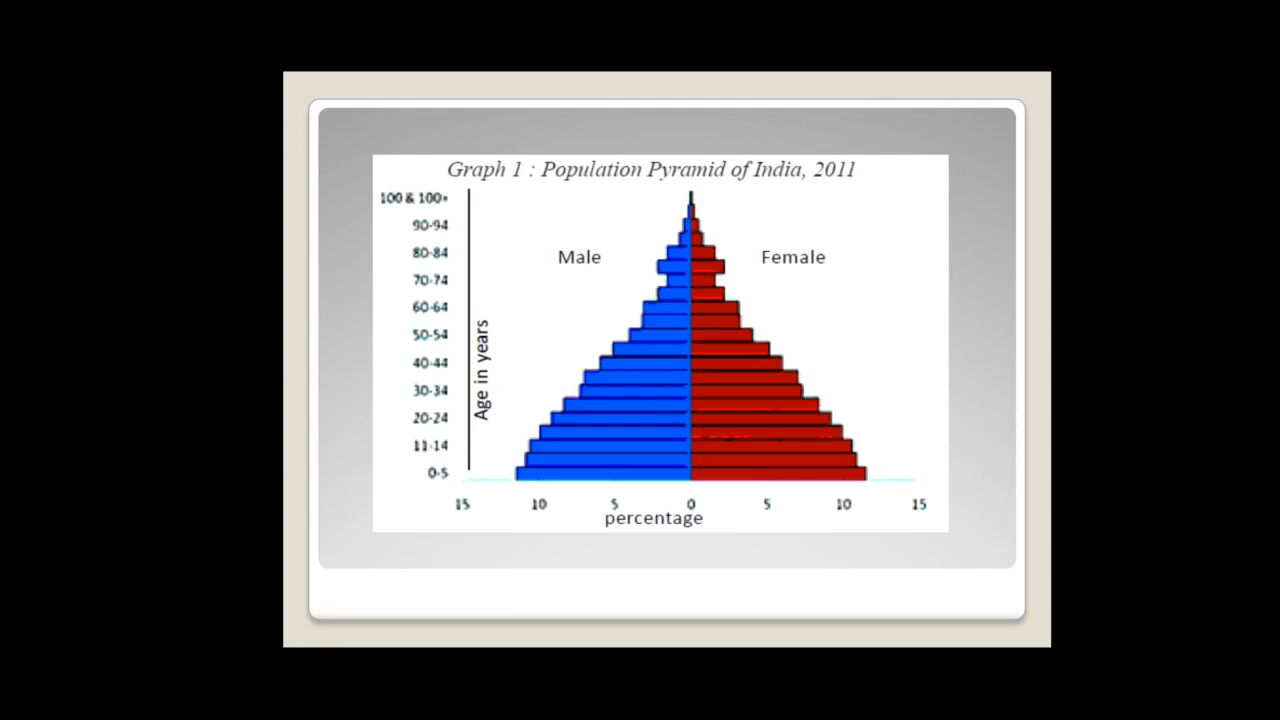 Graph 1 : Population Pyramid of India, 2011
100 & 100+
90-94
80-84
70-74
60-64
50-54
40-44
30-34
20-24
11-14
0-5
Age in years
Male
Female
15 10 5 0 5 10 15
percentage